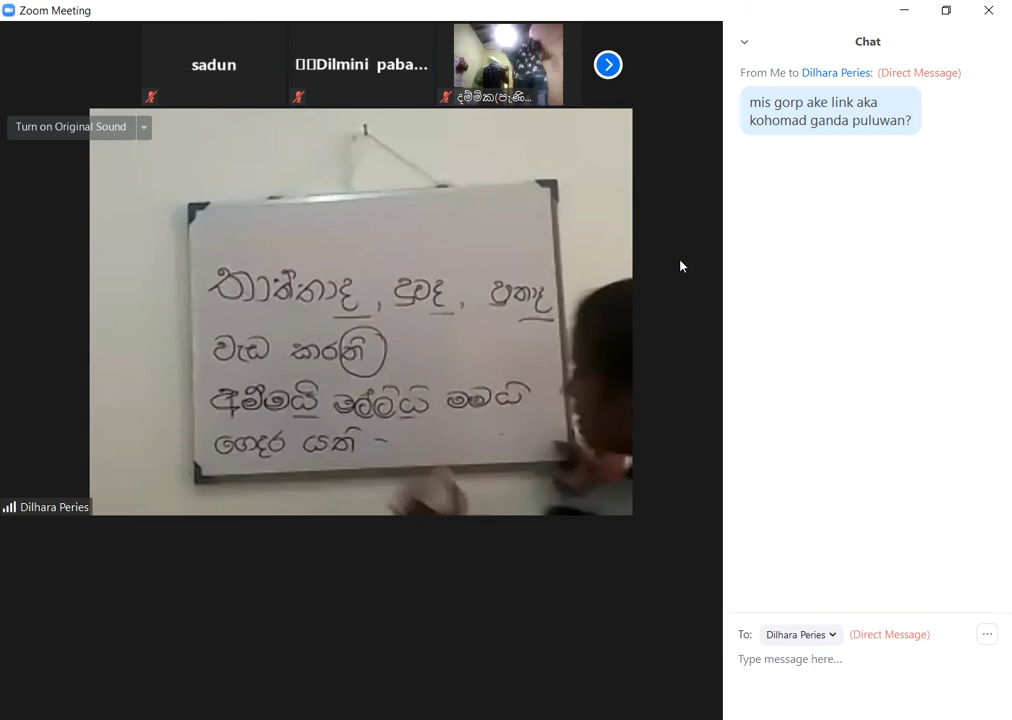 Zoom Meeting
Chat
sadun
Dilmini paba...
දම්මික(පැණි...
Turn on Original Sound
From Me to Dilhara Peries: (Direct Message)
mis gorp ake link aka
kohomad ganda puluwan?
තාත්තාද , දුවද , පුතාද
වැඩ කරති
අම්මයි මල්ලියි මමයි
ගෙදර යති -
Dilhara Peries
To: Dilhara Peries (Direct Message)
Type message here...